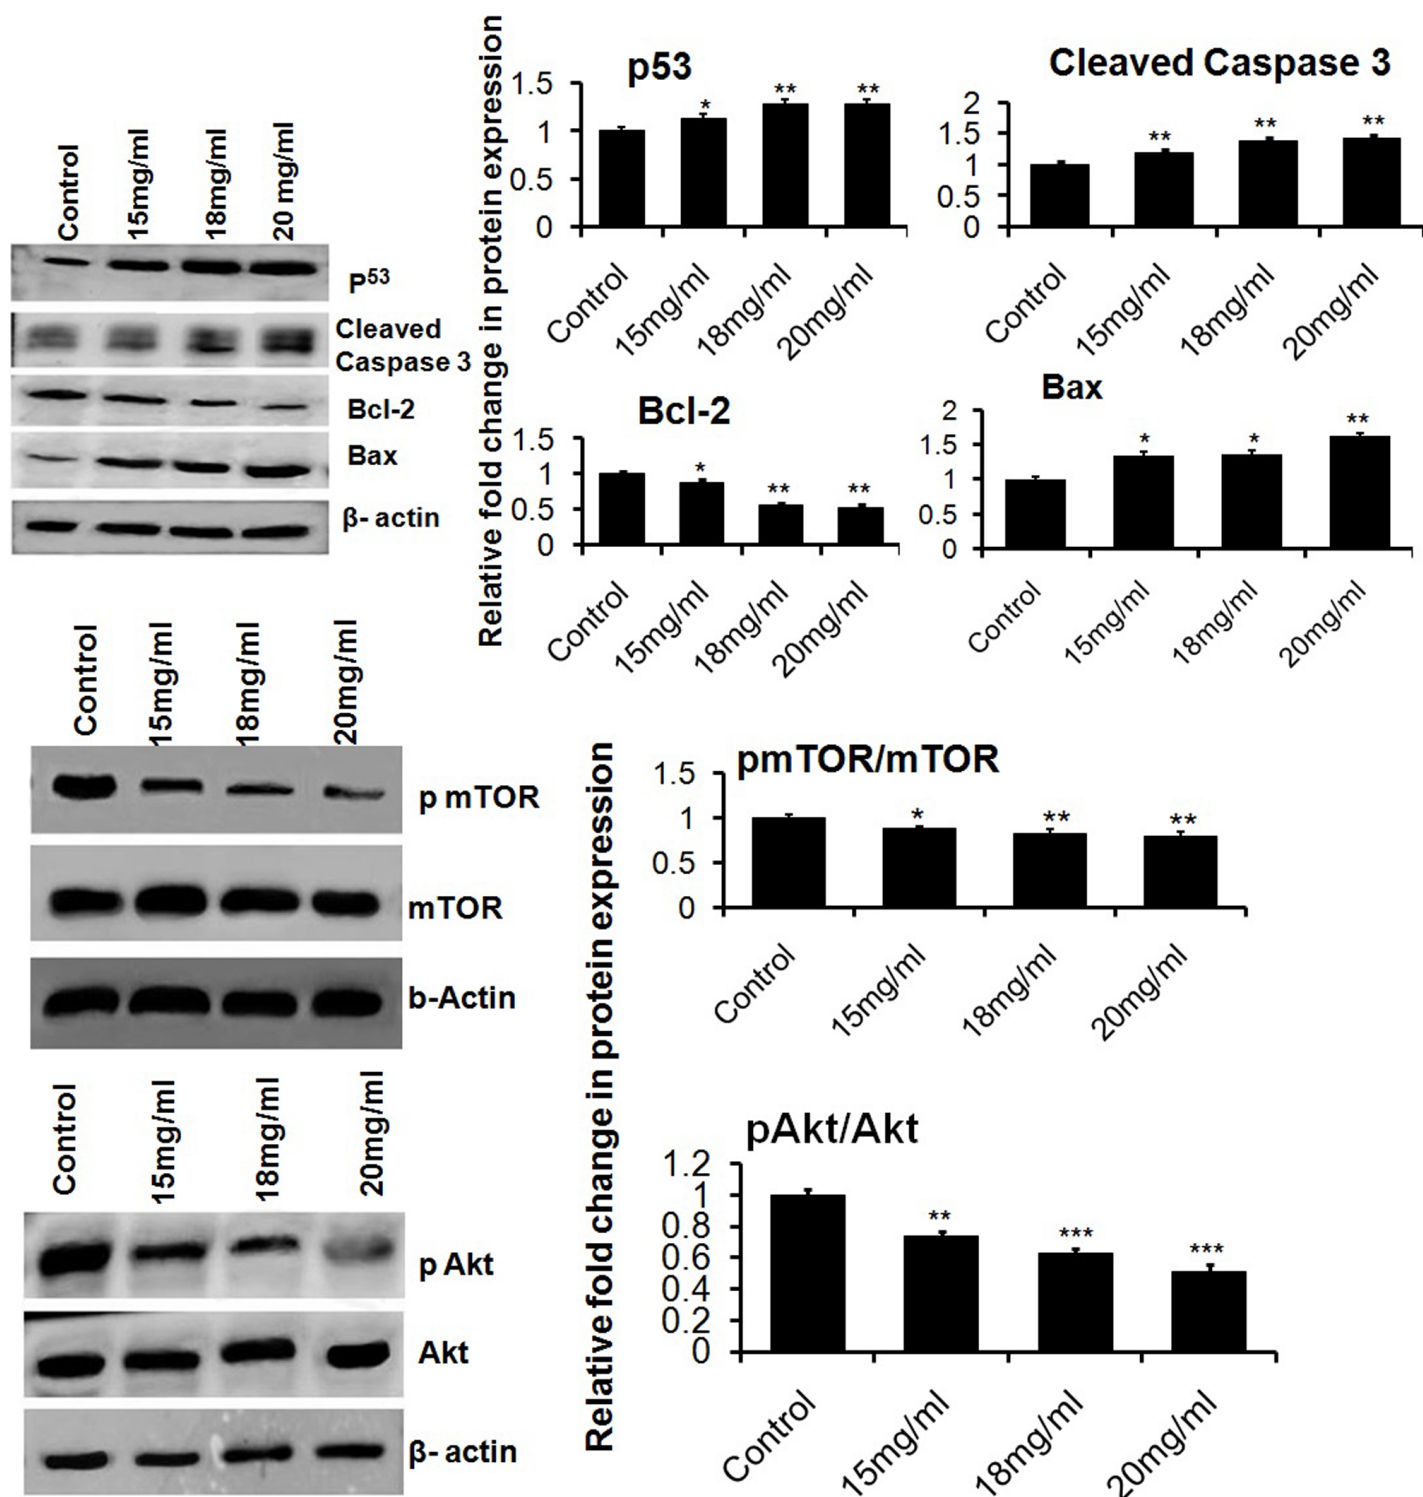 Control
15mg/ml
18mg/ml
20 mg/ml
P53
Cleaved
Caspase 3
Bcl-2
Bax
β- actin
Relative fold change in protein expression
p53
1.5
1
0.5
0
*
**
**
Control
15mg/ml
18mg/ml
20mg/ml
Cleaved Caspase 3
2
1.5
1
0.5
0
**
**
**
Control
15mg/ml
18mg/ml
20mg/ml
Bcl-2
1.5
1
0.5
0
*
**
**
Control
15mg/ml
18mg/ml
20mg/ml
Bax
2
1.5
1
0.5
0
*
*
**
Control
15mg/ml
18mg/ml
20mg/ml
Control
15mg/ml
18mg/ml
20mg/ml
p mTOR
mTOR
b-Actin
Relative fold change in protein expression
pmTOR/mTOR
1.5
1
0.5
0
*
**
**
Control
15mg/ml
18mg/ml
20mg/ml
Control
15mg/ml
18mg/ml
20mg/ml
p Akt
Akt
β- actin
pAkt/Akt
1.2
1
0.8
0.6
0.4
0.2
0
**
***
***
Control
15mg/ml
18mg/ml
20mg/ml